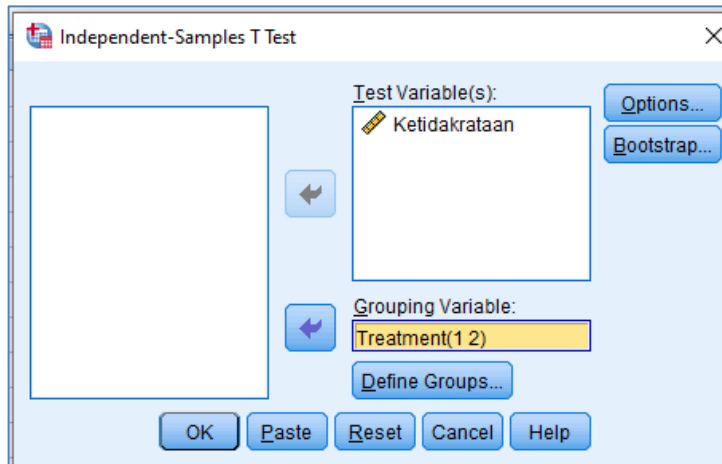 Independent-Samples T Test
Test Variable(s):
Ketidakrataan
Options...
Bootstrap...
Grouping Variable:
Treatment(1 2)
Define Groups...
OK Paste Reset Cancel Help